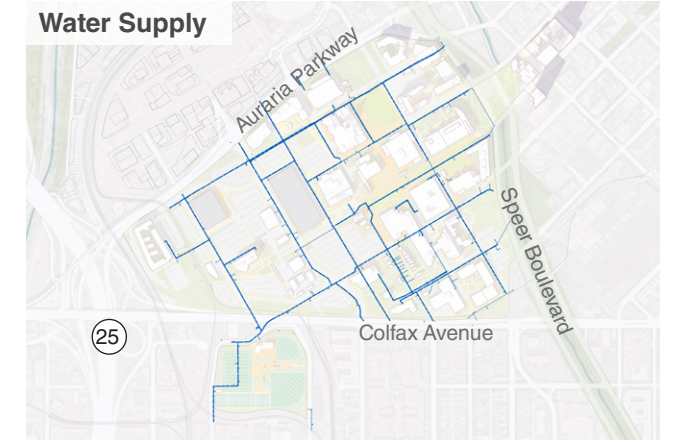 Water Supply
Auraria Parkway
Speer Boulevard
Colfax Avenue
25